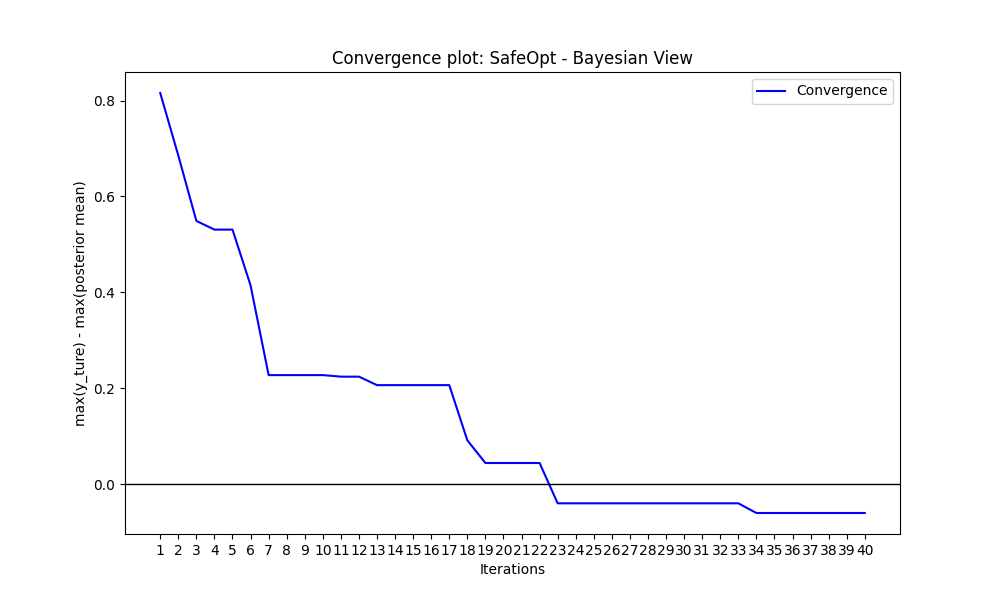 Convergence plot: SafeOpt - Bayesian View
Convergence
max(y_ture) - max(posterior mean)
0.8
0.6
0.4
0.2
0.0
1 2 3 4 5 6 7 8 9 10 11 12 13 14 15 16 17 18 19 20 21 22 23 24 25 26 27 28 29 30 31 32 33 34 35 36 37 38 39 40
Iterations